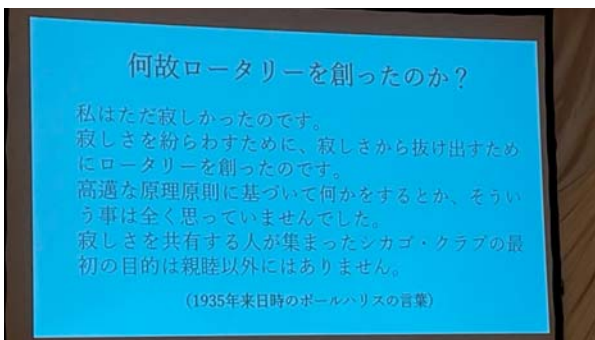 何故ロータリーを創ったのか？
私はただ寂しかったのです。
寂しさを紛らわすために、寂しさから抜け出すため
にロータリーを創ったのです。
高邁な原理原則に基づいて何かをするとか、そうい
う事は全く思っていませんでした。
寂しさを共有する人が集まったシカゴ・クラブの最
初の目的は親睦以外にはありません。
（1935年来日時のポールハリスの言葉）